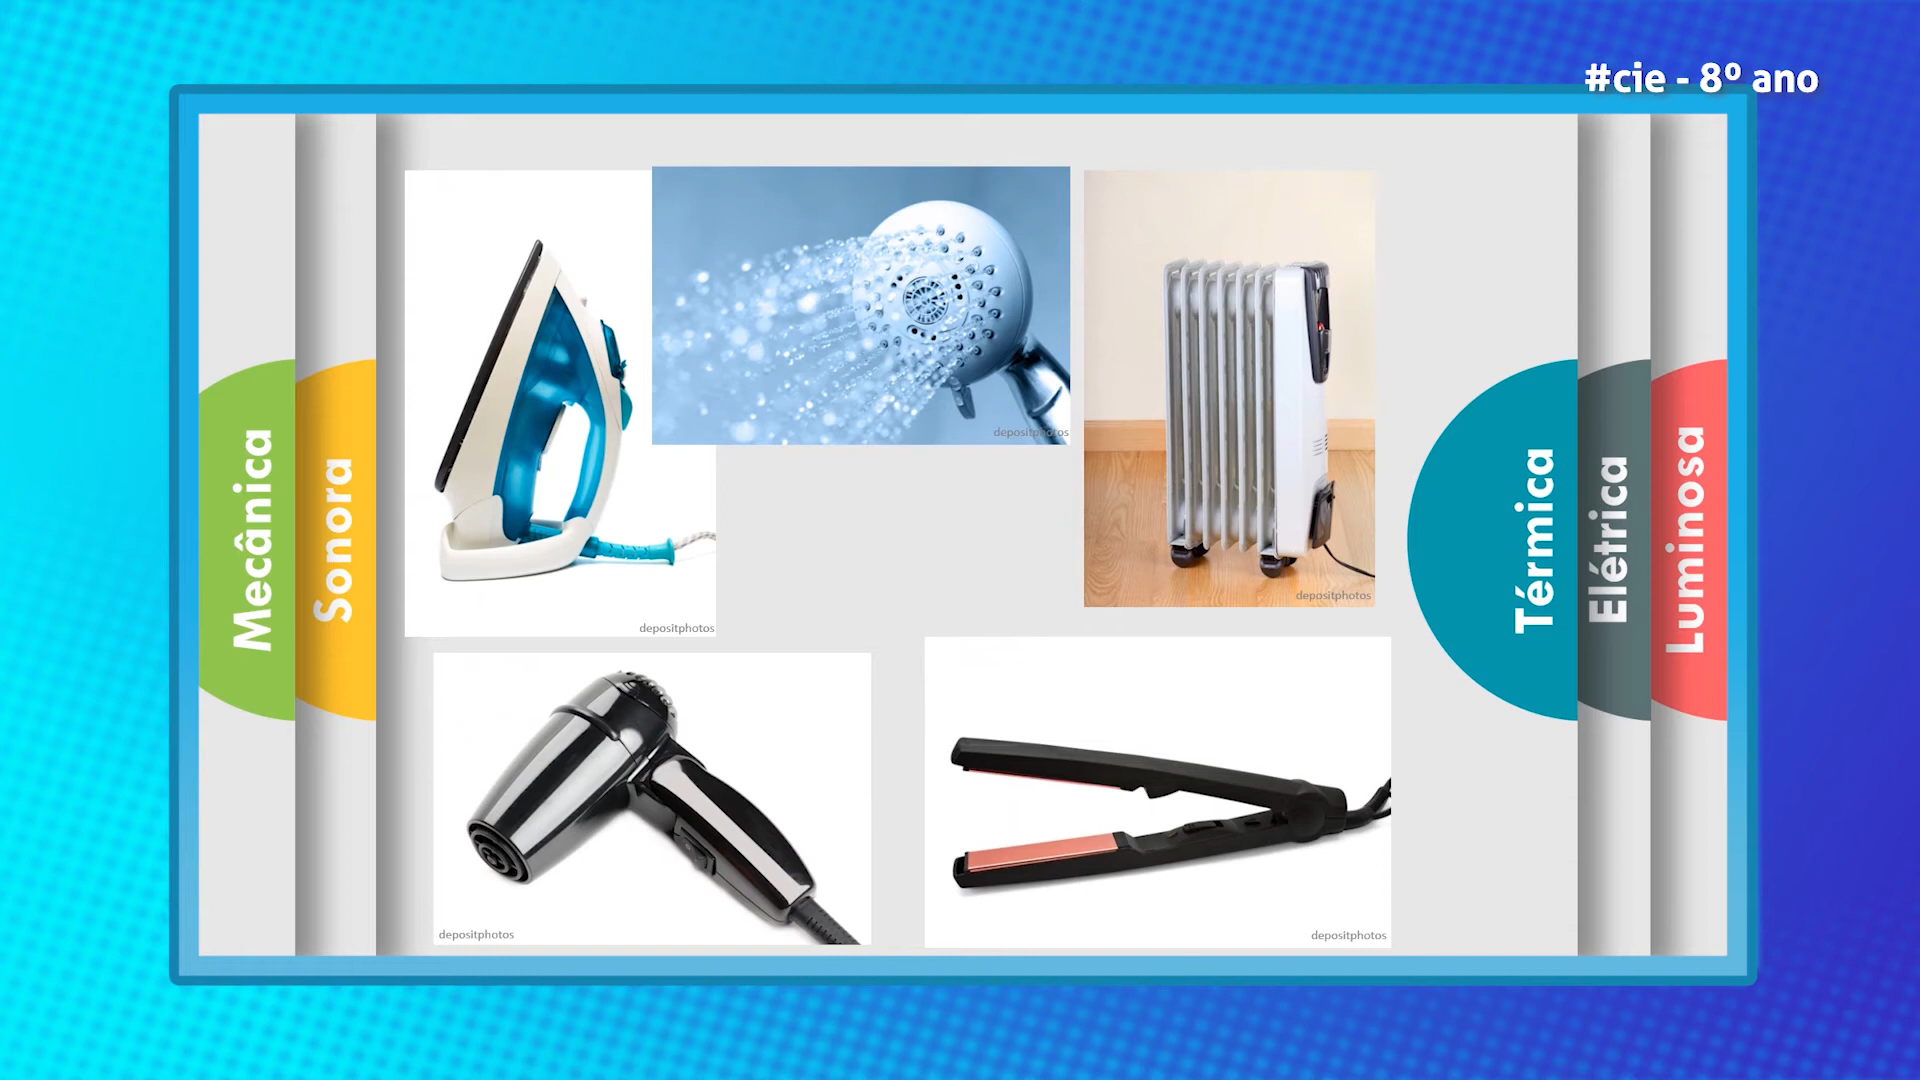 #cie - 8º ano
Mecânica
Sonora
depositphotos
depositphotos
depositphotos
Térmica
Elétrica
Luminosa
depositphotos
depositphotos